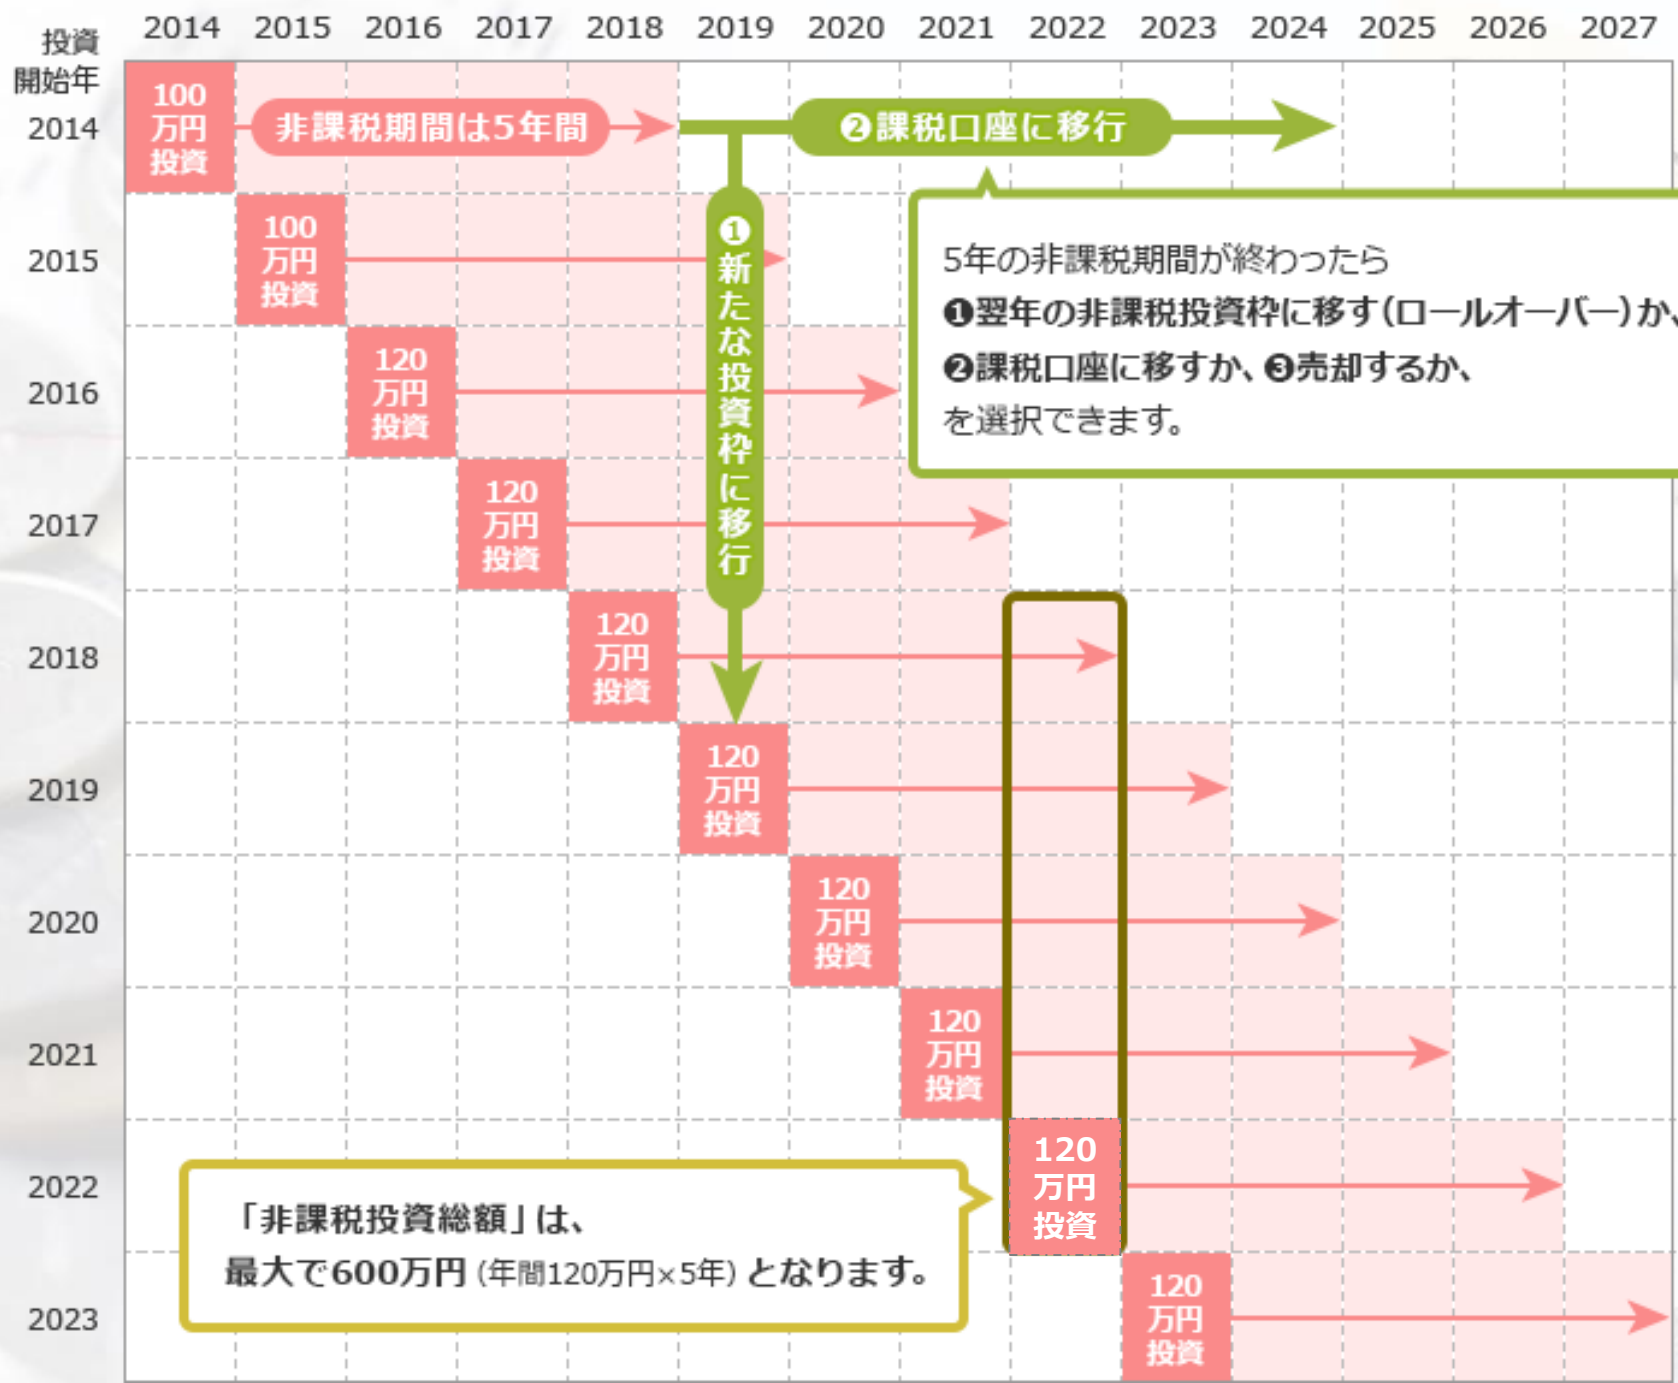 2014 2015 2016 2017 2018 2019 2020 2021 2022 2023 2024 2025 2026 2027
投資
開始年
2014
100
万円
投資
非課税期間は5年間
❷課税口座に移行
2015
100
万円
投資
❶新たな投資枠に移行
5年の非課税期間が終わったら
❶翌年の非課税投資枠に移す(ロールオーバー)か、
❷課税口座に移すか、❸売却するか、
を選択できます。
2016
120
万円
投資
2017
120
万円
投資
2018
120
万円
投資
2019
120
万円
投資
2020
120
万円
投資
2021
120
万円
投資
2022
120
万円
投資
「非課税投資総額」は、
最大で600万円(年間120万円×5年)となります。
2023
120
万円
投資